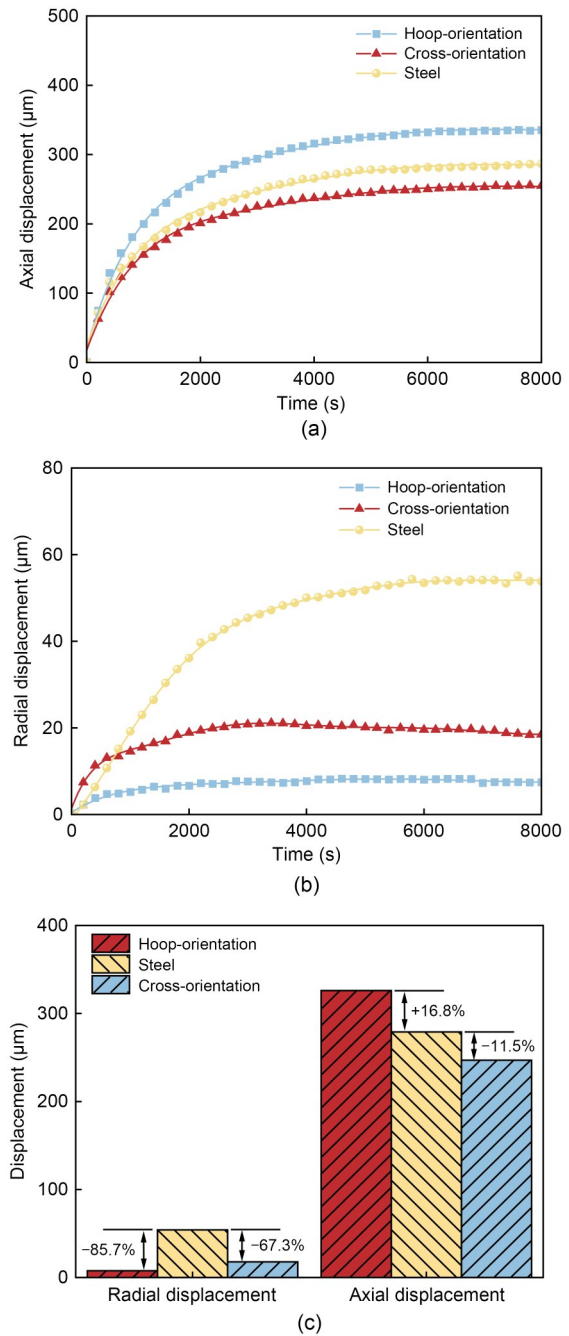 500
400
300
200
100
0
Axial displacement (μm)
Hoop-orientation
Cross-orientation
Steel
0 2000 4000 6000 8000
Time (s)
(a)
80
60
40
20
0
Radial displacement (μm)
Hoop-orientation
Cross-orientation
Steel
0 2000 4000 6000 8000
Time (s)
(b)
400
300
200
100
0
Displacement (μm)
Hoop-orientation
Steel
Cross-orientation
+16.8%
−11.5%
−85.7%
−67.3%
Radial displacement Axial displacement
(c)